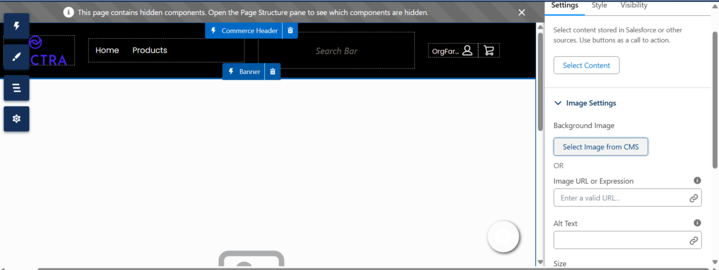 This page contains hidden components. Open the Page Structure pane to see which components are hidden.
Settings
Style
Visibility
Commerce Header
Home
Products
Search Bar
OrgFar...
CTRA
Banner
Select content stored in Salesforce or other
sources. Use buttons as a call to action.
Select Content
Image Settings
Background Image
Select Image from CMS
OR
Image URL or Expression
Enter a valid URL...
Alt Text
Size